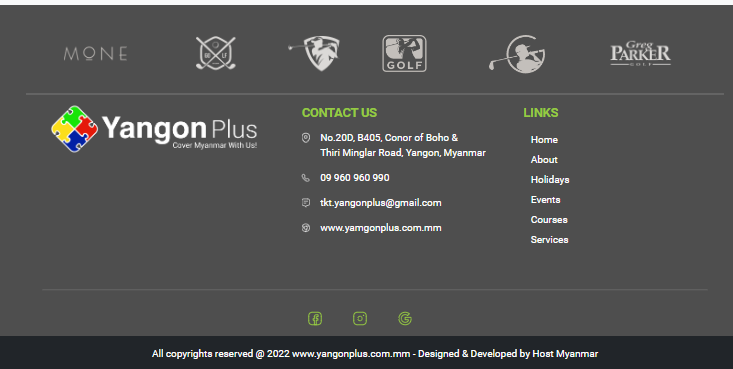 MONE
M U
GOLF
Greg
PARKER
GOLF
Yangon Plus
Cover Myanmar With Us!
CONTACT US
No.20D, B405, Conor of Boho &
Thiri Minglar Road, Yangon, Myanmar
09 960 960 990
tkt.yangonplus@gmail.com
www.yamgonplus.com.mm
LINKS
Home
About
Holidays
Events
Courses
Services
All copyrights reserved @ 2022 www.yangonplus.com.mm - Designed & Developed by Host Myanmar